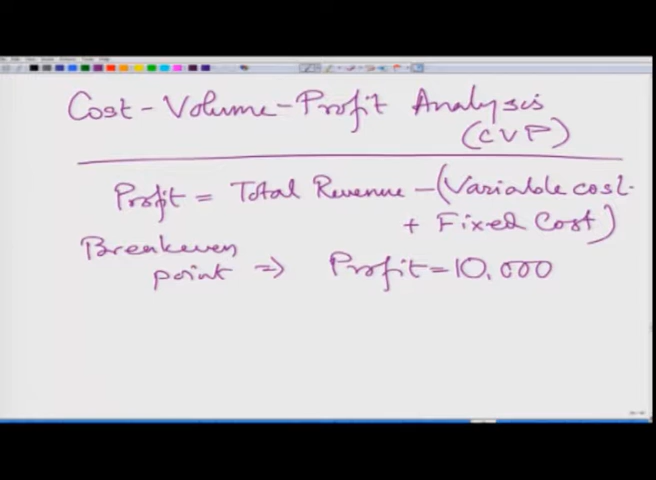 Cost-Volume-Profit Analysis
(CVP)
Profit = Total Revenue - (Variable cost
+ Fixed Cost)
Breakeven
point ⇒ Profit = 10,000